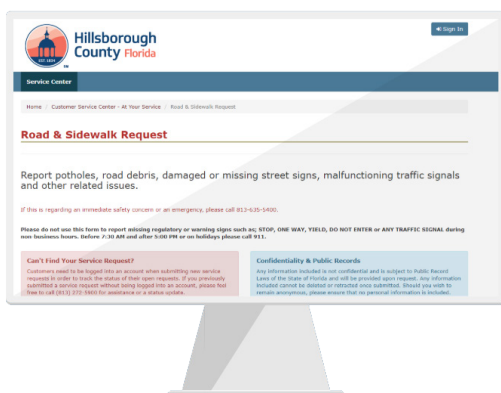 Hillsborough
County Florida
EST. 1834
Sign In
Service Center
Home / Customer Service Center - At Your Service / Road & Sidewalk Request
Road & Sidewalk Request
Report potholes, road debris, damaged or missing street signs, malfunctioning traffic signals
and other related issues.
If this is regarding an immediate safety concern or an emergency, please call 813-635-5400.
Please do not use this form to report missing regulatory or warning signs such as; STOP, ONE WAY, YIELD, DO NOT ENTER or ANY TRAFFIC SIGNAL during
non-business hours. Before 7:30 AM and after 5:00 PM or on holidays please call 911.
Can't Find Your Service Request?
Customers need to be logged into an account when submitting new service
requests in order to track the status of their open requests. If you previously
submitted a service request without being logged into an account, please feel
free to call (813) 272-5900 for assistance or a status update.
Confidentiality & Public Records
Any information included is not confidential and is subject to Public Record
Laws of the State of Florida and will be provided upon request. Any information
included cannot be deleted or retracted once submitted. Should you wish to
remain anonymous, please ensure that no personal information is included.